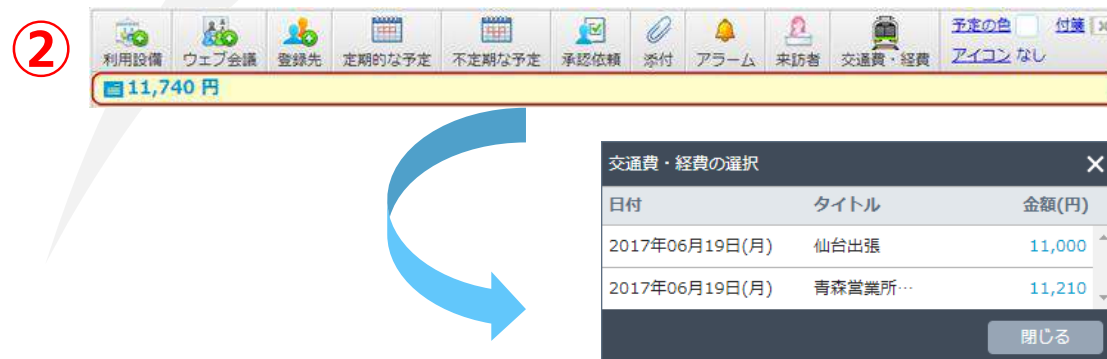 ②
利用設備 ウェブ会議 登録先 定期的な予定 不定期な予定 承認依頼 添付 アラーム 来訪者 交通費・経費 予定の色 付箋
アイコン なし
11,740 円
交通費・経費の選択 ×
日付 タイトル 金額(円)
2017年06月19日(月) 仙台出張 11,000
2017年06月19日(月) 青森営業所… 11,210
閉じる